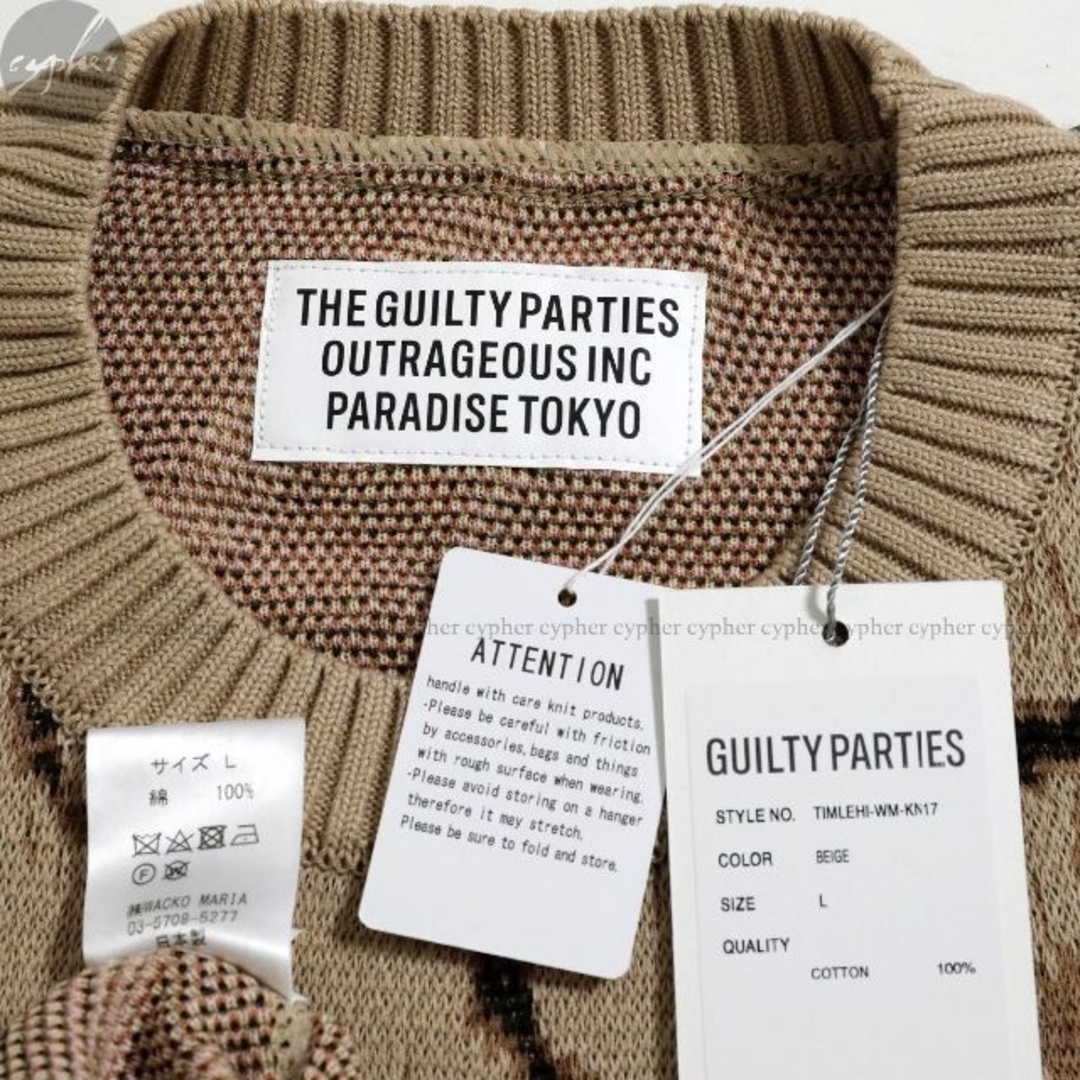 cypher
THE GUILTY PARTIES
OUTRAGEOUS INC
PARADISE TOKYO
her cypher cypher cypher cypher cypher cypher cypher cyp
ATTENTION
handle with care knit products.
-Please be careful with friction
by accessories,bags and things
with rough surface when wearing.
-Please avoid storing on a hanger
therefore it may stretch.
Please be sure to fold and store.
サイズ L
綿 100%
F W
㈱WACKO MARIA
03-5708-5277
日本製
GUILTY PARTIES
STYLE NO. TIMLEHI-WM-KN17
COLOR BEIGE
SIZE L
QUALITY
COTTON 100%